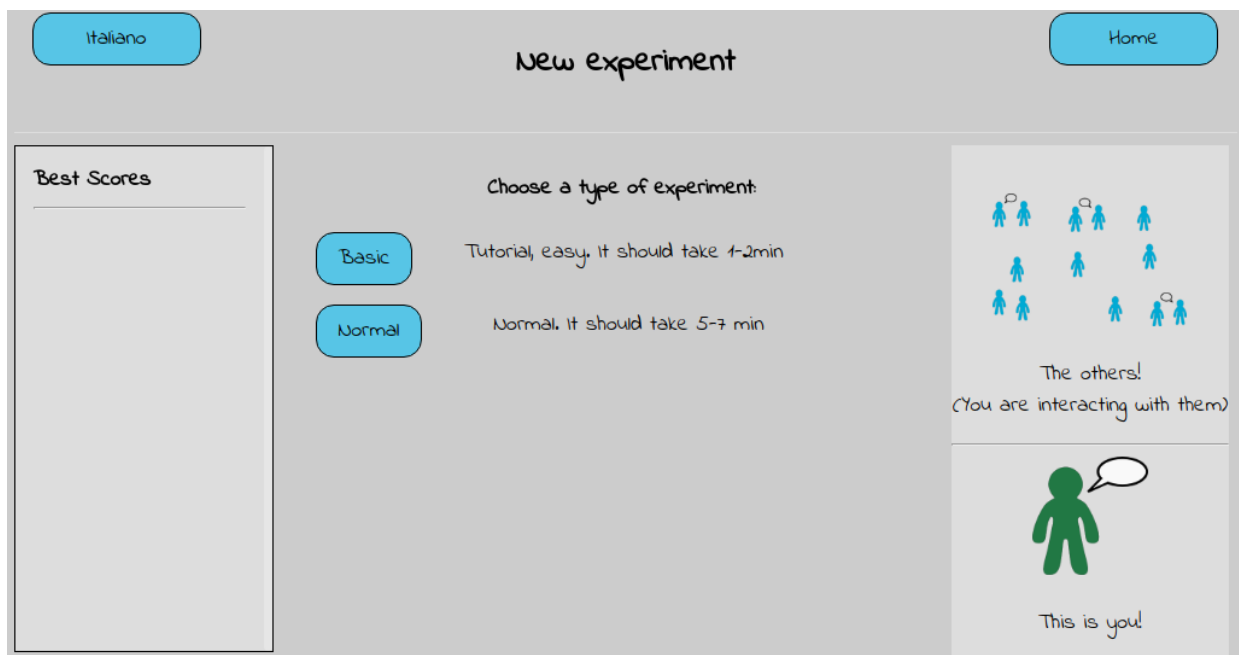 Italiano
New experiment
Home
Best Scores
Choose a type of experiment:
Basic
Tutorial, easy. It should take 1-2min
Normal
Normal. It should take 5-7 min
The others!
(You are interacting with them)
This is you!